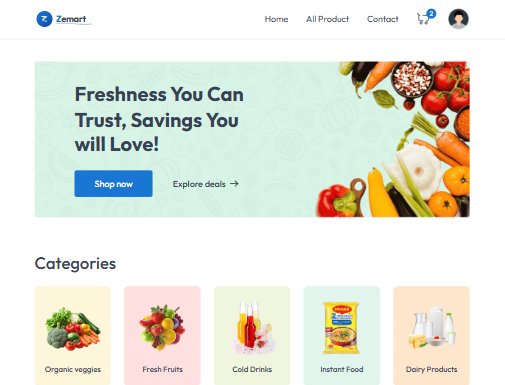 Zemart
Home
All Product
Contact
2
Freshness You Can
Trust, Savings You
will Love!
Shop now
Explore deals
Categories
Organic veggies
Fresh Fruits
Cold Drinks
Instant Food
Dairy Products